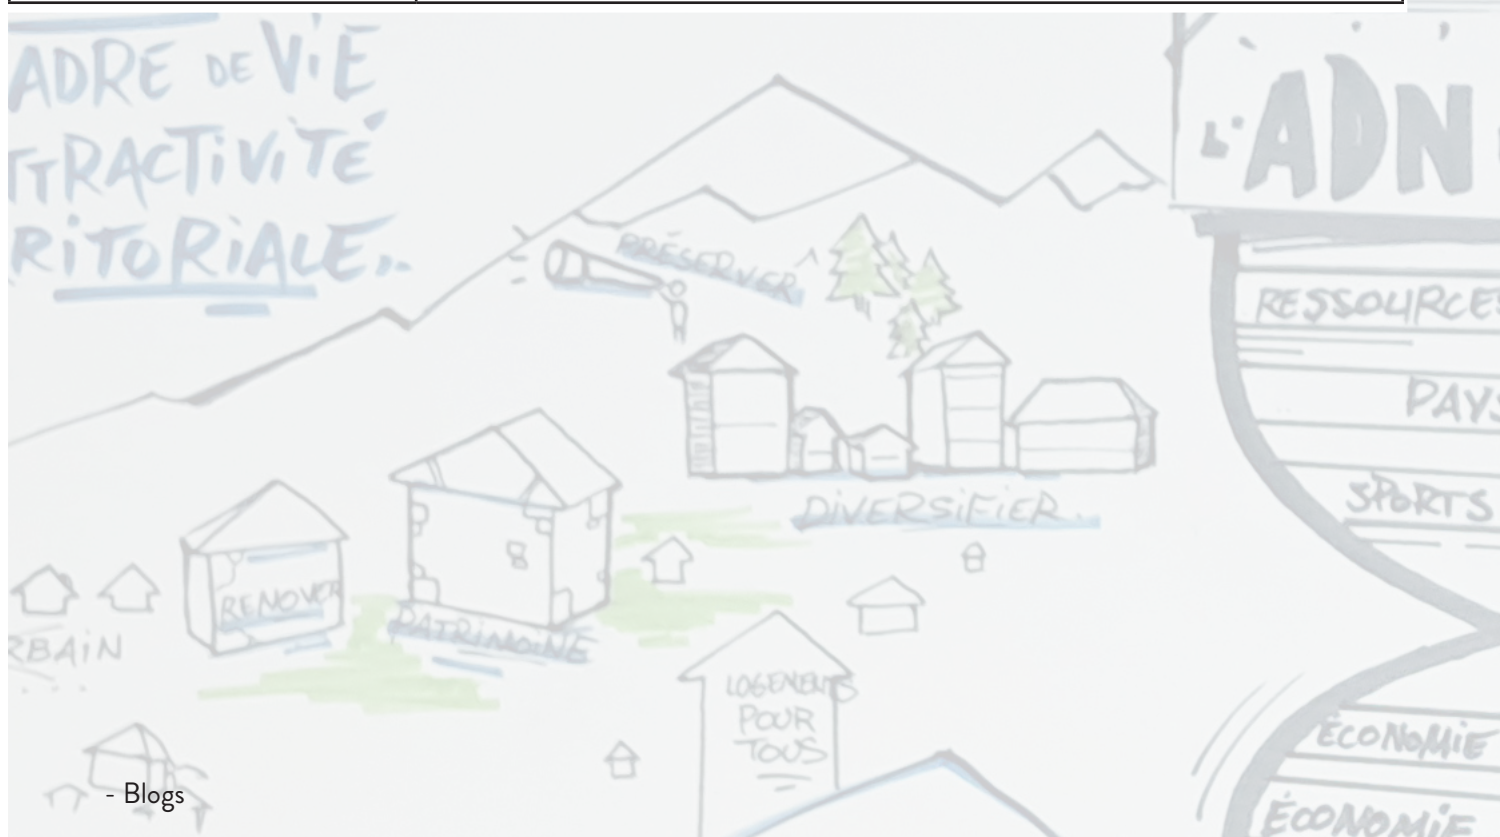 ADRE DE VIE
TTRACTIVITÉ
RITORIALE
L'ADN
PRÉSERVER
RESSOURCES
PAYS
SPORTS
DIVERSIFIER.
RENOVER
PATRIMOINE
RBAIN
LOGEMENTS
POUR
TOUS
ÉCONOMIE
- Blogs
ÉCONOMIE